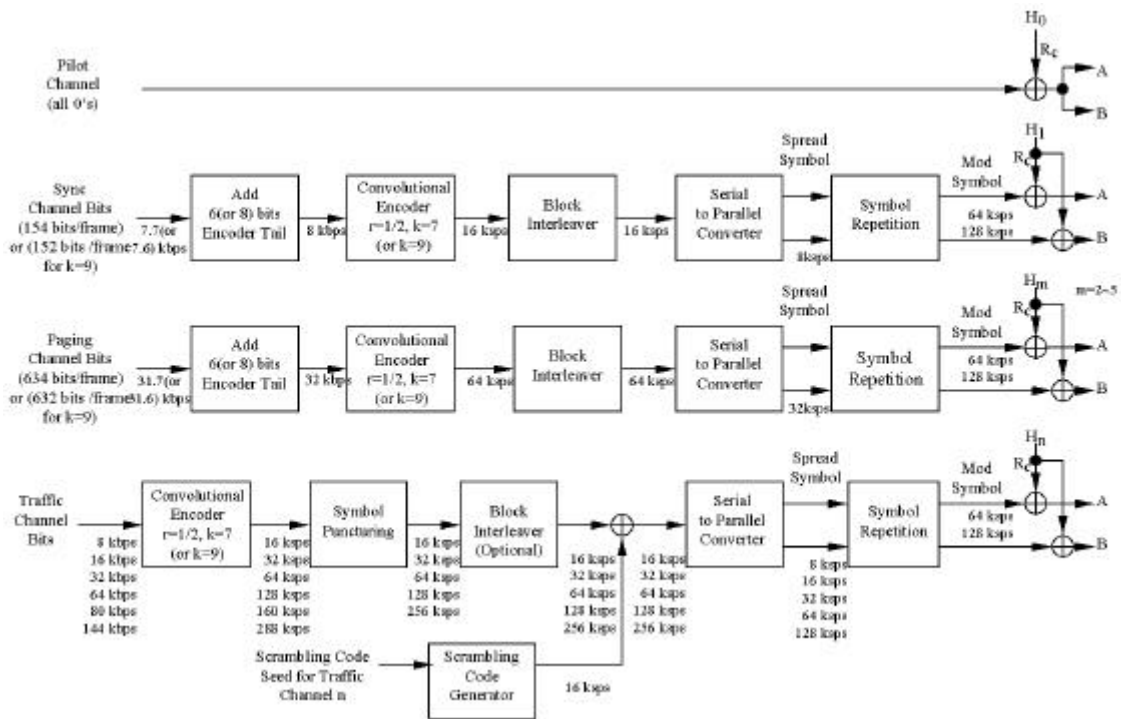 H0
Rc
Pilot
Channel
(all 0's)
A
B
H1
Rc
Spread
Symbol
Mod
Symbol
Sync
Channel Bits
(154 bits/frame)
or (152 bits /frame
for k=9)
7.7(or
7.6) kbps
Add
6(or 8) bits
Encoder Tail
8 kbps
Convolutional
Encoder
r=1/2, k=7
(or k=9)
16 ksps
Block
Interleaver
16 ksps
Serial
to Parallel
Converter
8ksps
Symbol
Repetition
64 ksps
128 ksps
A
B
Hm
m=2~5
Rc
Spread
Symbol
Mod
Symbol
Paging
Channel Bits
(634 bits/frame)
or (632 bits /frame
for k=9)
31.7(or
31.6) kbps
Add
6(or 8) bits
Encoder Tail
32 kbps
Convolutional
Encoder
r=1/2, k=7
(or k=9)
64 ksps
Block
Interleaver
64 ksps
Serial
to Parallel
Converter
32ksps
Symbol
Repetition
64 ksps
128 ksps
A
B
Hn
Rc
Spread
Symbol
Mod
Symbol
Traffic
Channel
Bits
8 kbps
16 kbps
32 kbps
64 kbps
80 kbps
144 kbps
Convolutional
Encoder
r=1/2, k=7
(or k=9)
16 ksps
32 ksps
64 ksps
128 ksps
160 ksps
288 ksps
Symbol
Puncturing
16 ksps
32 ksps
64 ksps
128 ksps
256 ksps
Block
Interleaver
(Optional)
16 ksps
32 ksps
64 ksps
128 ksps
256 ksps
16 ksps
32 ksps
64 ksps
128 ksps
256 ksps
Serial
to Parallel
Converter
8 ksps
16 ksps
32 ksps
64 ksps
128 ksps
Symbol
Repetition
64 ksps
128 ksps
A
B
Scrambling Code
Seed for Traffic
Channel n
Scrambling
Code
Generator
16 ksps